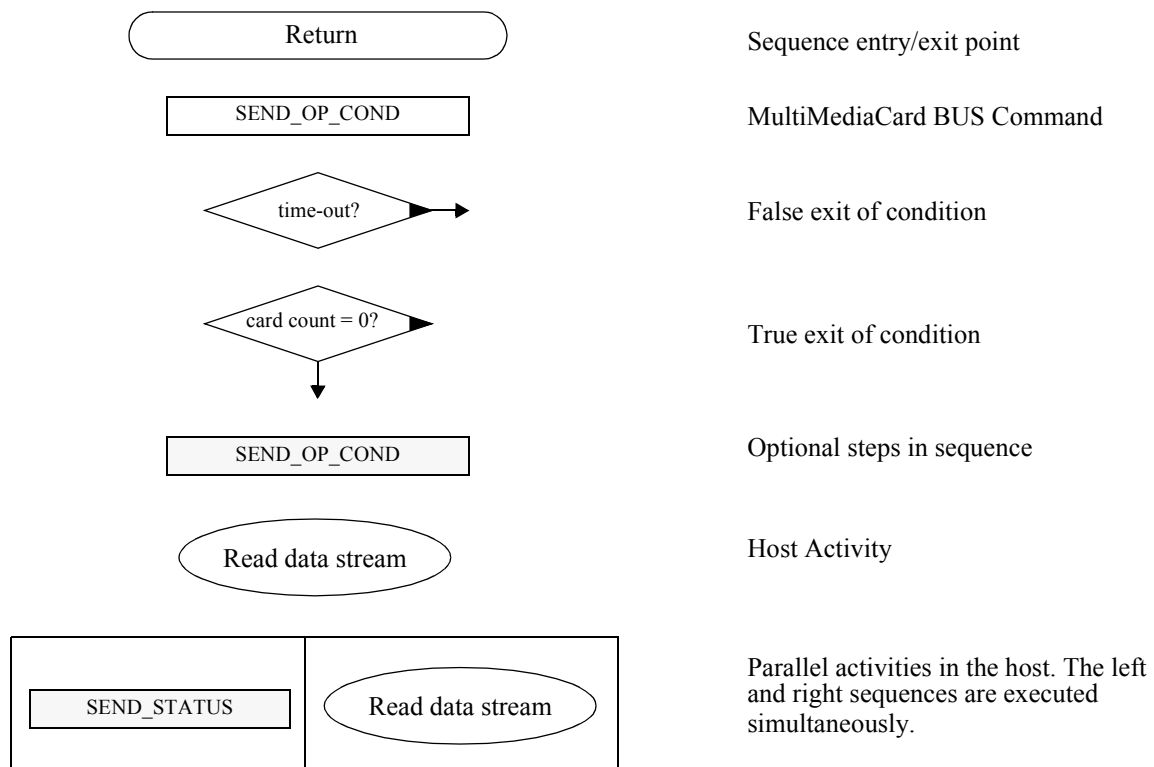 Return
Sequence entry/exit point
SEND_OP_COND
MultiMediaCard BUS Command
time-out?
False exit of condition
card count = 0?
True exit of condition
SEND_OP_COND
Optional steps in sequence
Read data stream
Host Activity
SEND_STATUS
Read data stream
Parallel activities in the host. The left
and right sequences are executed
simultaneously.